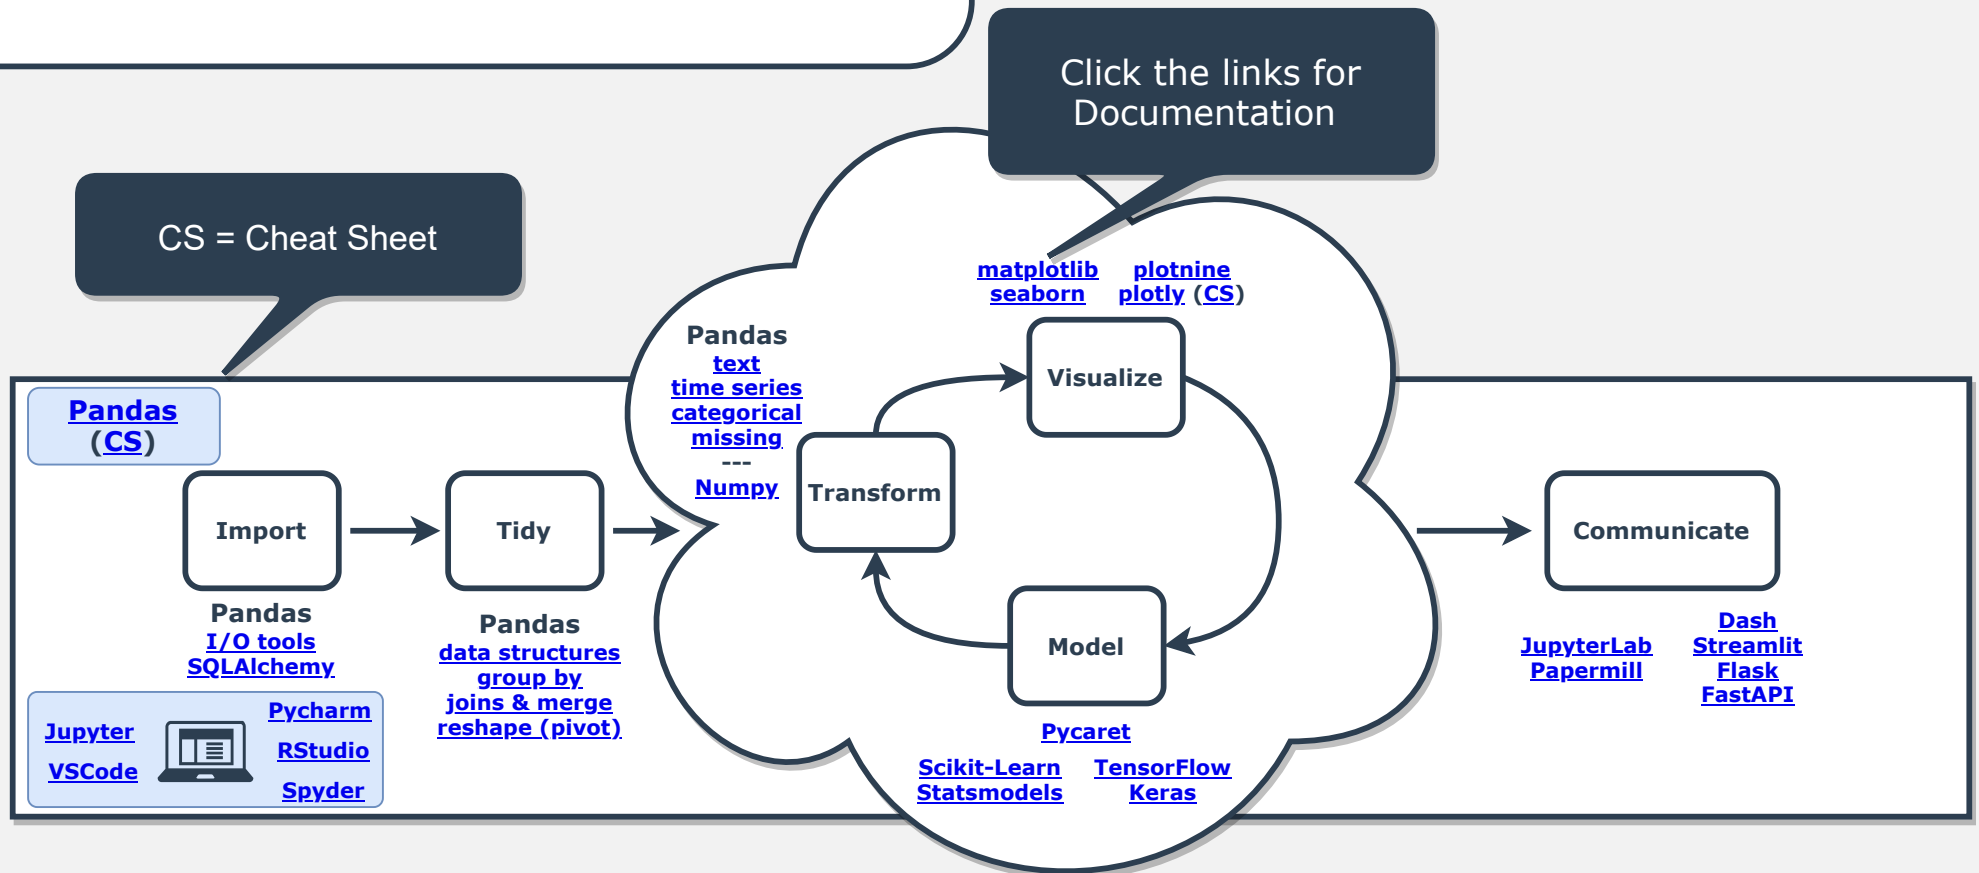 Click the links for
Documentation
CS = Cheat Sheet
Pandas
(CS)
Import
Pandas
I/O tools
SQLAlchemy
Jupyter
VSCode
Pycharm
RStudio
Spyder
Tidy
Pandas
data structures
group by
joins & merge
reshape (pivot)
Pandas
text
time series
categorical
missing
---
Numpy
Transform
matplotlib
seaborn
plotnine
plotly (CS)
Visualize
Model
Pycaret
Scikit-Learn
Statsmodels
TensorFlow
Keras
Communicate
JupyterLab
Papermill
Dash
Streamlit
Flask
FastAPI